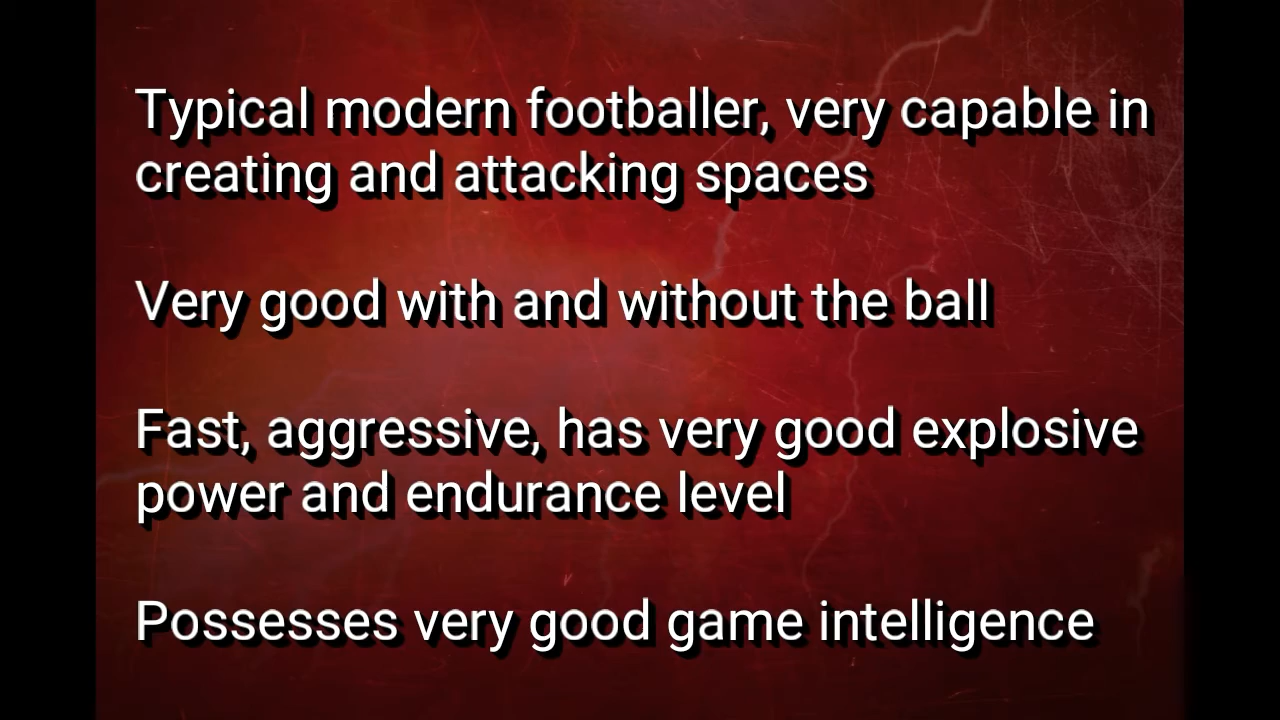 Typical modern footballer, very capable in
creating and attacking spaces
Very good with and without the ball
Fast, aggressive, has very good explosive
power and endurance level
Possesses very good game intelligence